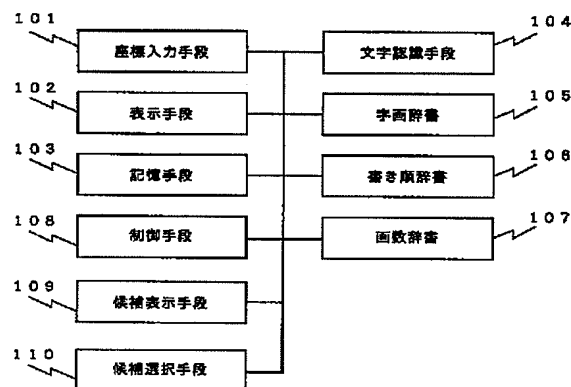 101
座標入力手段
102
表示手段
103
記憶手段
108
制御手段
109
候補表示手段
110
候補選択手段
104
文字認識手段
105
字画辞書
106
書き順辞書
107
画数辞書